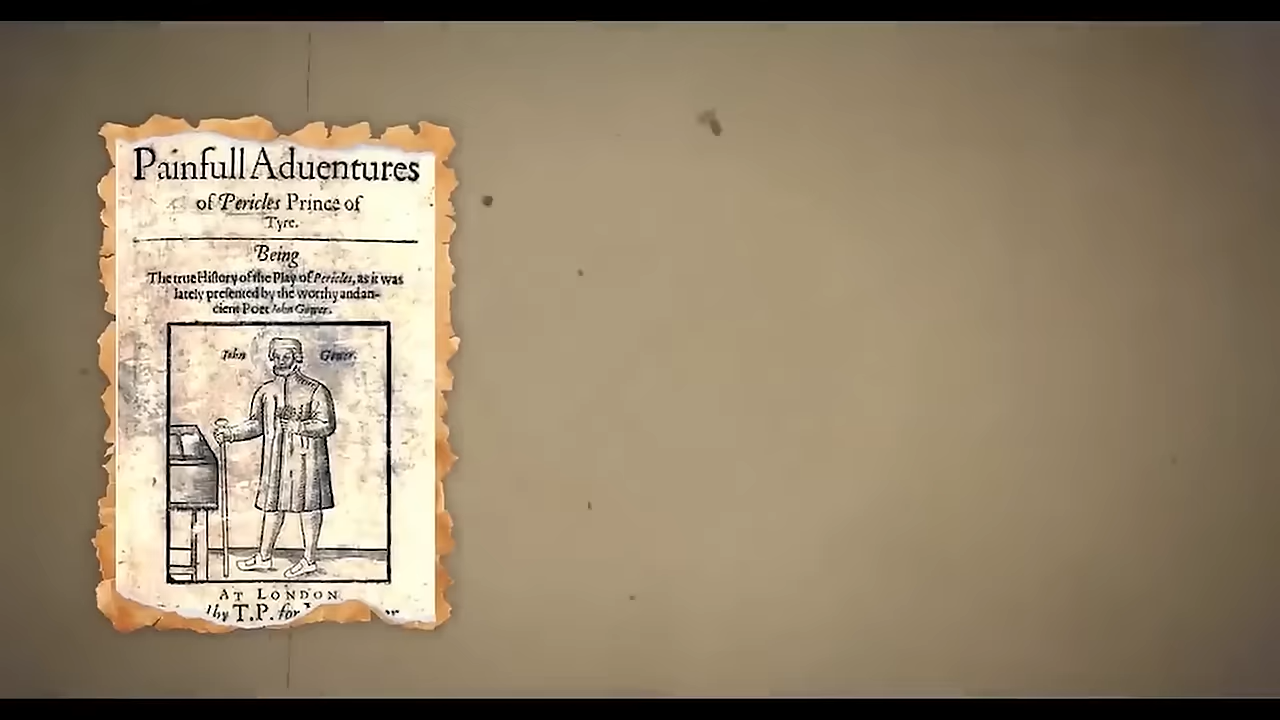 Painfull Aduentures
of Pericles Prince of
Tyre.
Being
The true History of the Play of Pericles, as it was
lately presented by the worthy and an-
cient Poet Iohn Gower.
John Gower.
AT LONDON
by T.P. for